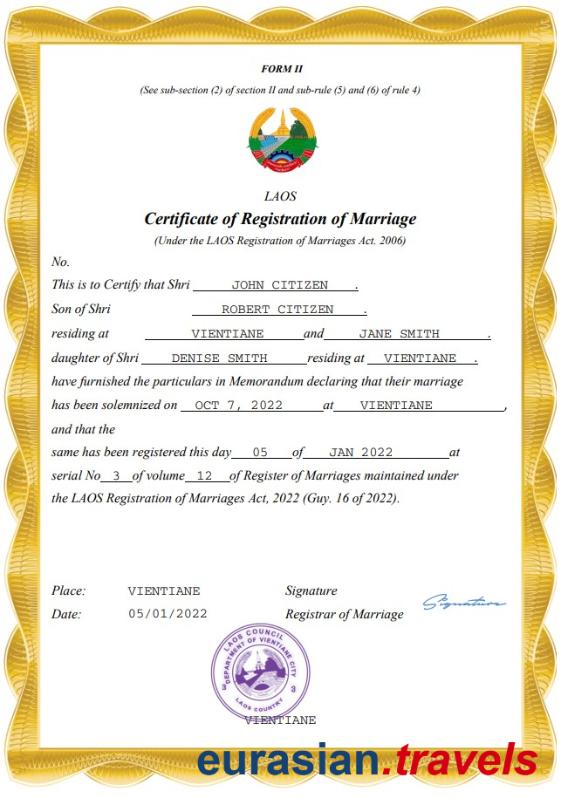 FORM II
(See sub-section (2) of section II and sub-rule (5) and (6) of rule 4)
LAOS
Certificate of Registration of Marriage
(Under the LAOS Registration of Marriages Act. 2006)
No.
This is to Certify that Shri JOHN CITIZEN .
Son of Shri ROBERT CITIZEN .
residing at VIENTIANE and JANE SMITH .
daughter of Shri DENISE SMITH residing at VIENTIANE .
have furnished the particulars in Memorandum declaring that their marriage
has been solemnized on OCT 7, 2022 at VIENTIANE ,
and that the
same has been registered this day 05 of JAN 2022 at
serial No 3 of volume 12 of Register of Marriages maintained under
the LAOS Registration of Marriages Act, 2022 (Guy. 16 of 2022).
Place: VIENTIANE Signature
Date: 05/01/2022 Registrar of Marriage Signature
LAOS COUNCIL
DEPARTMENT OF VIENTIANE CITY
3 3
LAOS COUNTRY
VIENTIANE
eurasian.travels